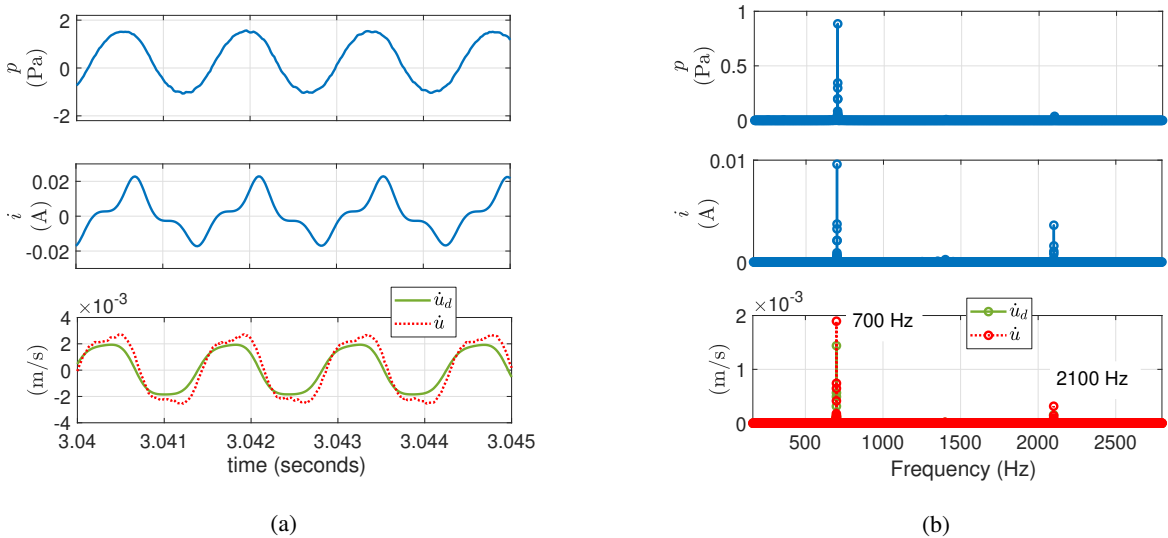 2
0
-2
p
(Pa)
0.02
0
-0.02
i
(A)
×10⁻³
4
2
0
-2
-4
(m/s)
u̇_d
u̇
3.04 3.041 3.042 3.043 3.044 3.045
time (seconds)
(a)
1
0.5
0
p
(Pa)
0.01
0
i
(A)
×10⁻³
2
1
0
(m/s)
700 Hz
u̇_d
u̇
2100 Hz
500 1000 1500 2000 2500
Frequency (Hz)
(b)